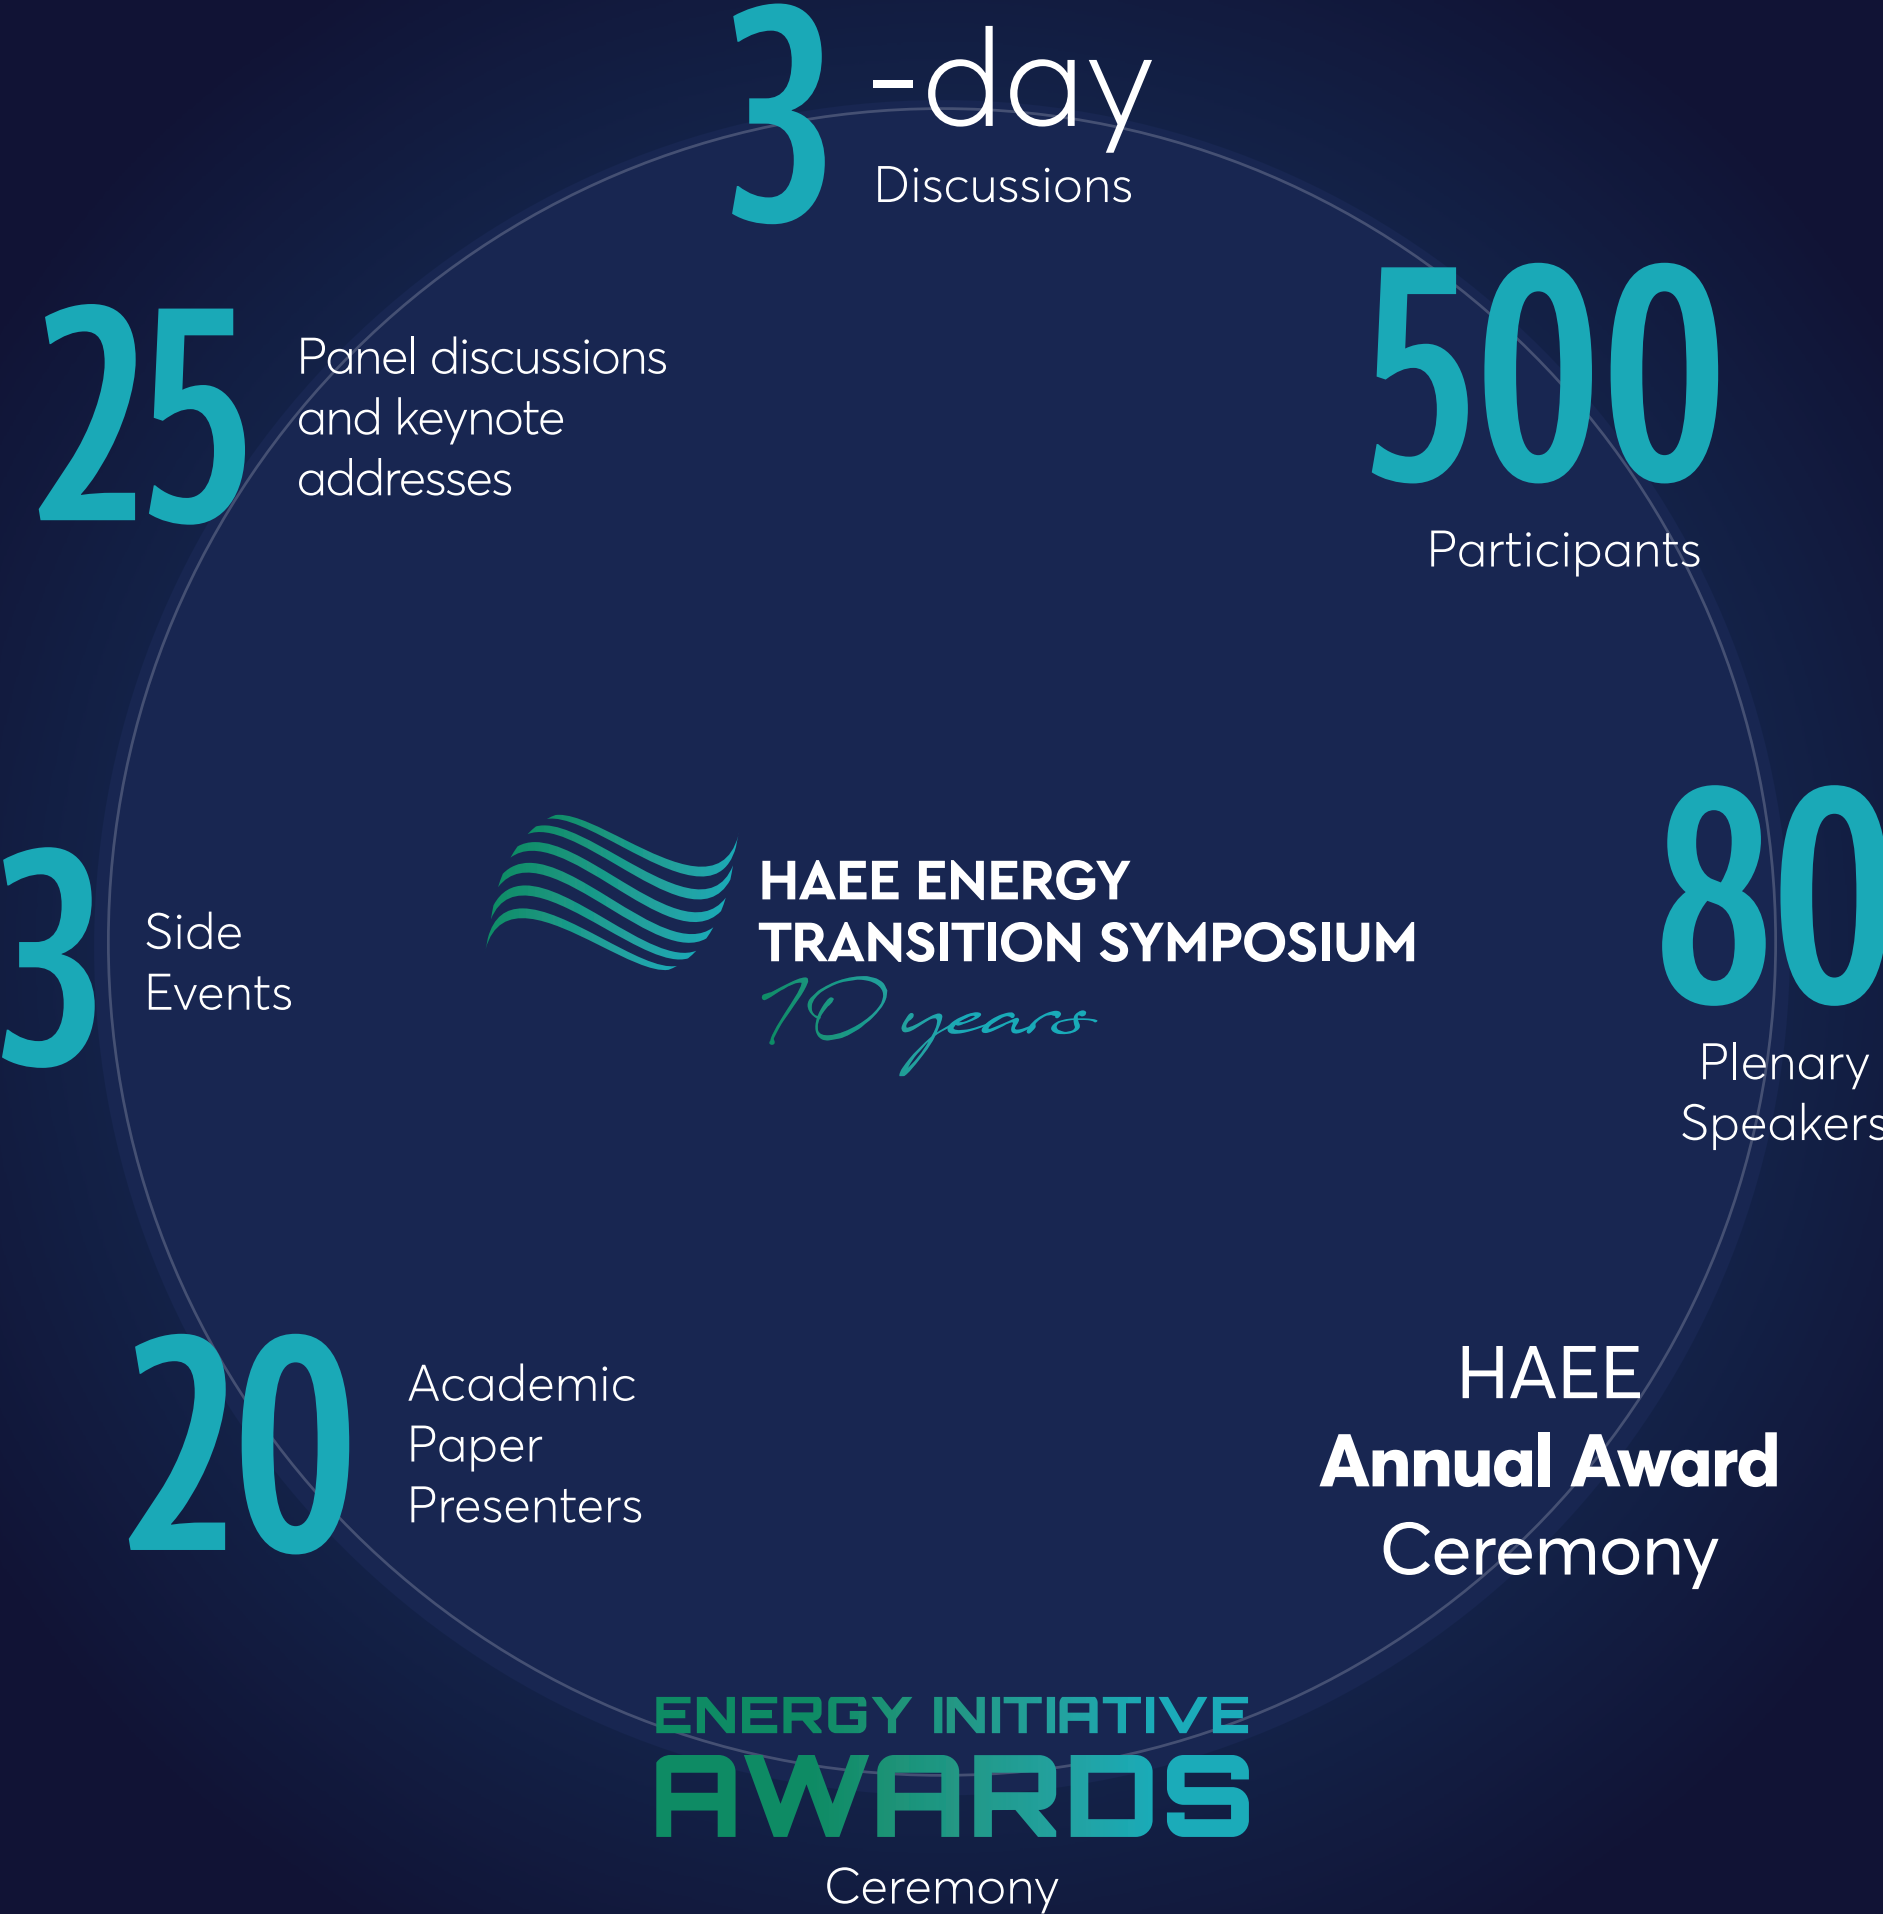 3-day
Discussions
25
Panel discussions
and keynote
addresses
500
Participants
3
Side
Events
HAEE ENERGY
TRANSITION SYMPOSIUM
10 years
80
Plenary
Speakers
20
Academic
Paper
Presenters
HAEE
Annual Award
Ceremony
ENERGY INITIATIVE
AWARDS
Ceremony